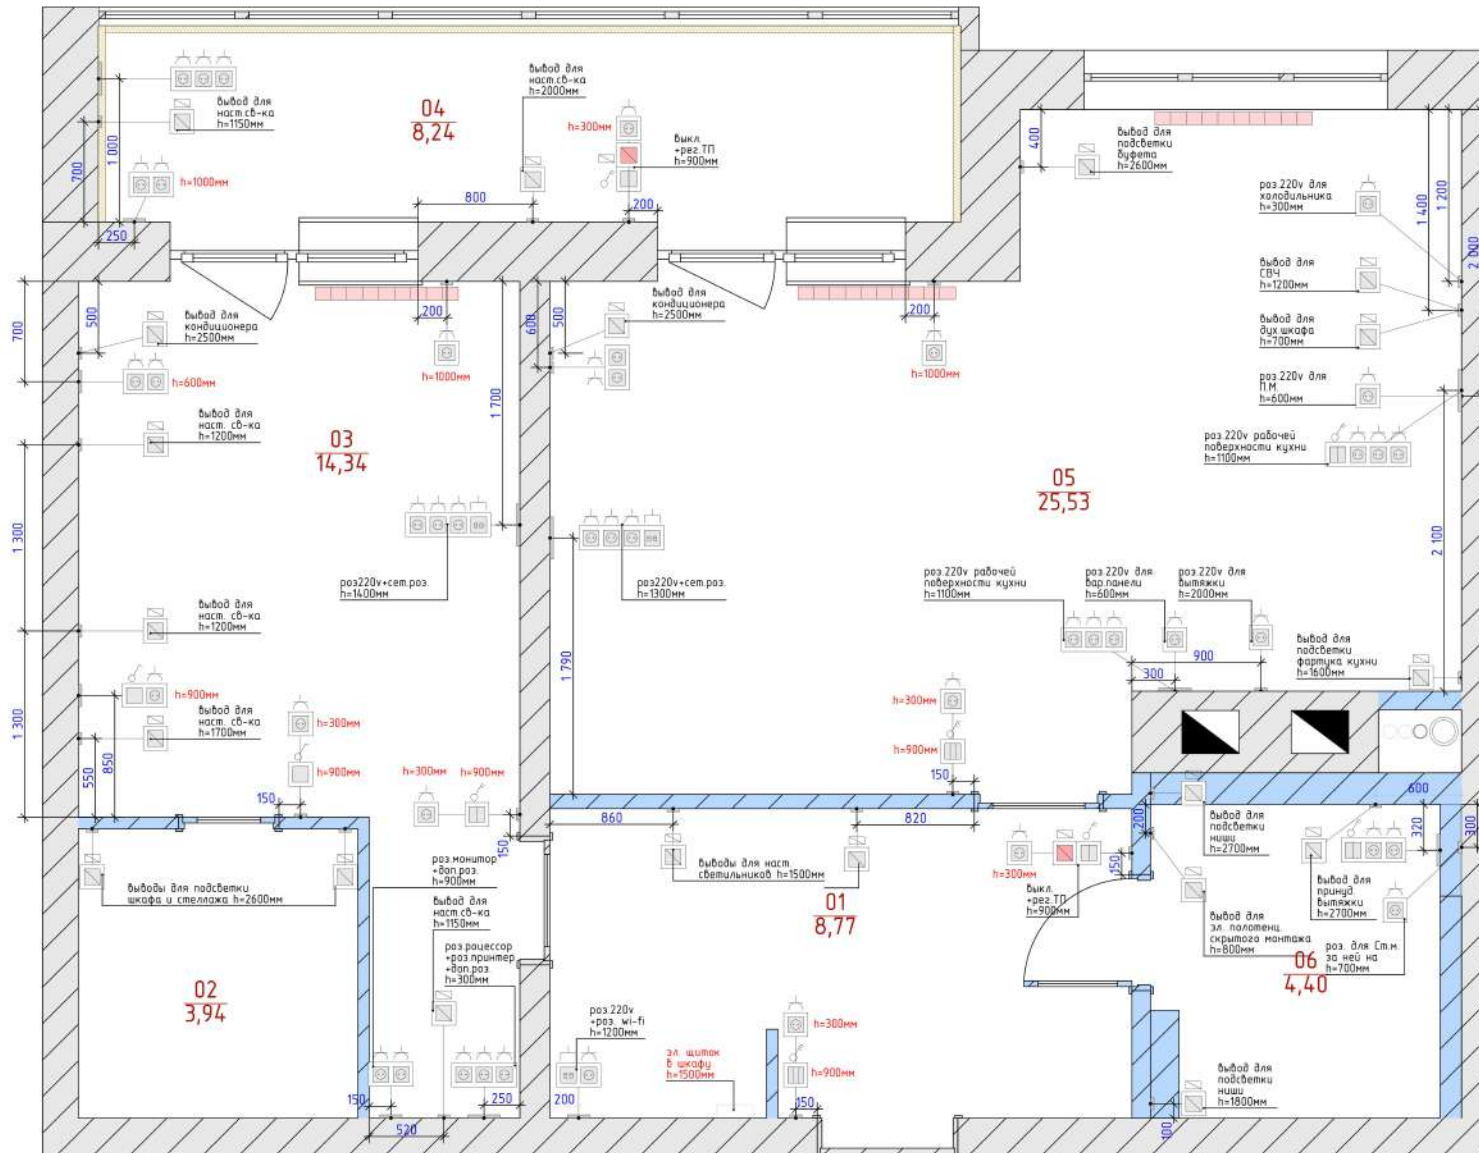 04
8,24
03
14,34
05
25,53
01
8,77
02
3,94
06
4,40
вывод для
наст.св-ка
h=1150мм
h=1000мм
1 000
700
250
вывод для
наст.св-ка
h=2000мм
800
h=300мм
выкл.
+рег.ТП
h=900мм
200
400
вывод для
подсветки
буфета
h=2600мм
роз.220v для
холодильника
h=300мм
1 400
1 200
2 000
вывод для
СВЧ
h=1200мм
вывод для
дух.шкафа
h=700мм
роз.220v для
П.М.
h=600мм
роз.220v рабочей
поверхности кухни
h=1100мм
2 100
700
500
вывод для
кондиционера
h=2500мм
h=600мм
200
h=1000мм
1 700
600
500
вывод для
кондиционера
h=2500мм
200
h=1000мм
вывод для
наст. св-ка
h=1200мм
1 300
роз220v+сет.роз.
h=1400мм
роз220v+сет.роз.
h=1300мм
роз.220v рабочей
поверхности кухни
h=1100мм
роз.220v для
вар.панели
h=600мм
роз.220v для
вытяжки
h=2000мм
900
300
вывод для
подсветки
фартука кухни
h=1600мм
вывод для
наст. св-ка
h=1200мм
h=900мм
вывод для
наст. св-ка
h=1700мм
1 300
550
850
h=300мм
h=900мм
150
1 790
h=300мм
h=900мм
150
h=300мм
h=900мм
150
выводы для подсветки
шкафа и стеллажа h=2600мм
роз.монитор
+доп.роз.
h=900мм
вывод для
наст.св-ка
h=1150мм
роз.роцессор
+роз.принтер
+доп.роз.
h=300мм
150
250
520
860
820
выводы для наст.
светильников h=1500мм
h=300мм
выкл.
+рег.ТП
h=900мм
150
200
вывод для
подсветки
ниши
h=2700мм
600
320
300
вывод для
принуд.
вытяжки
h=2700мм
вывод для
эл. полотенц.
скрытого монтажа
h=800мм
роз. для Ст.м.
за ней на
h=700мм
роз.220v
+роз. wi-fi
h=1200мм
200
эл. щиток
в шкафу
h=1500мм
h=300мм
h=900мм
150
вывод для
подсветки
ниши
h=1800мм
100